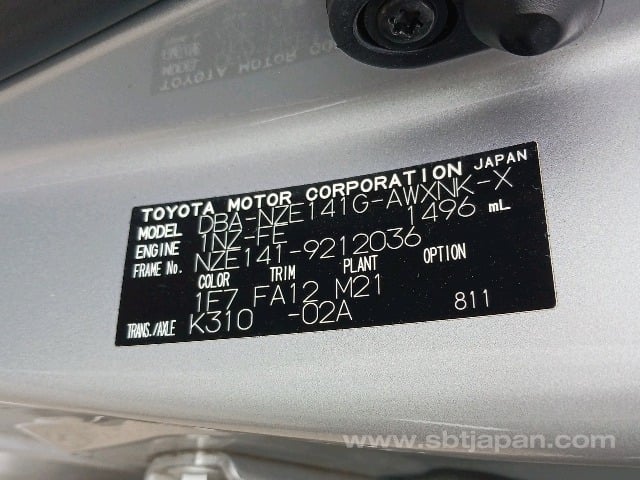 TOYOTA MOTOR CORPORATION JAPAN
MODEL DBA-NZE141G-AWXNK-X
ENGINE 1NZ-FE 1496 mL
FRAME No. NZE141-9212036
COLOR TRIM PLANT OPTION
1E7 FA12 M21
TRANS./AXLE K310 -02A 811
www.sbtjapan.com